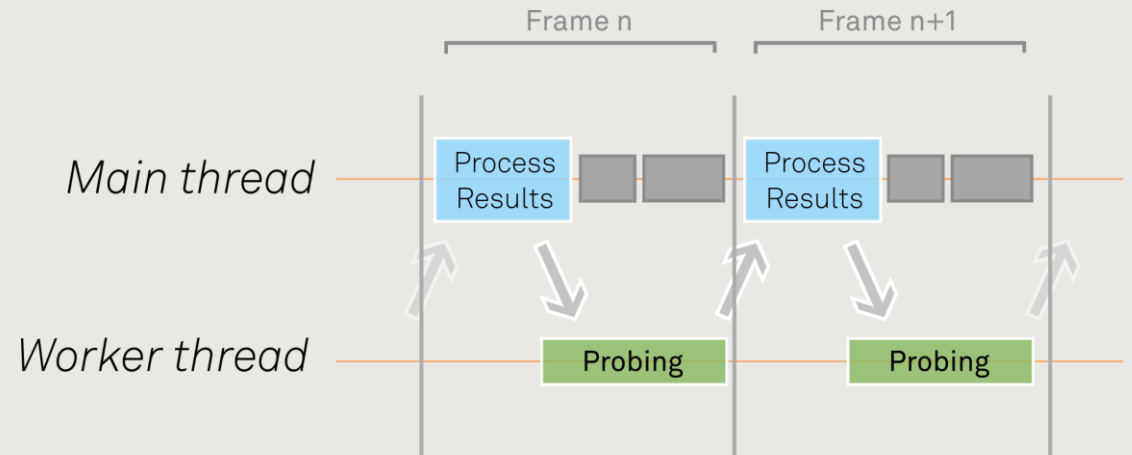 Frame n
Frame n+1
Main thread
Process
Results
Process
Results
Worker thread
Probing
Probing